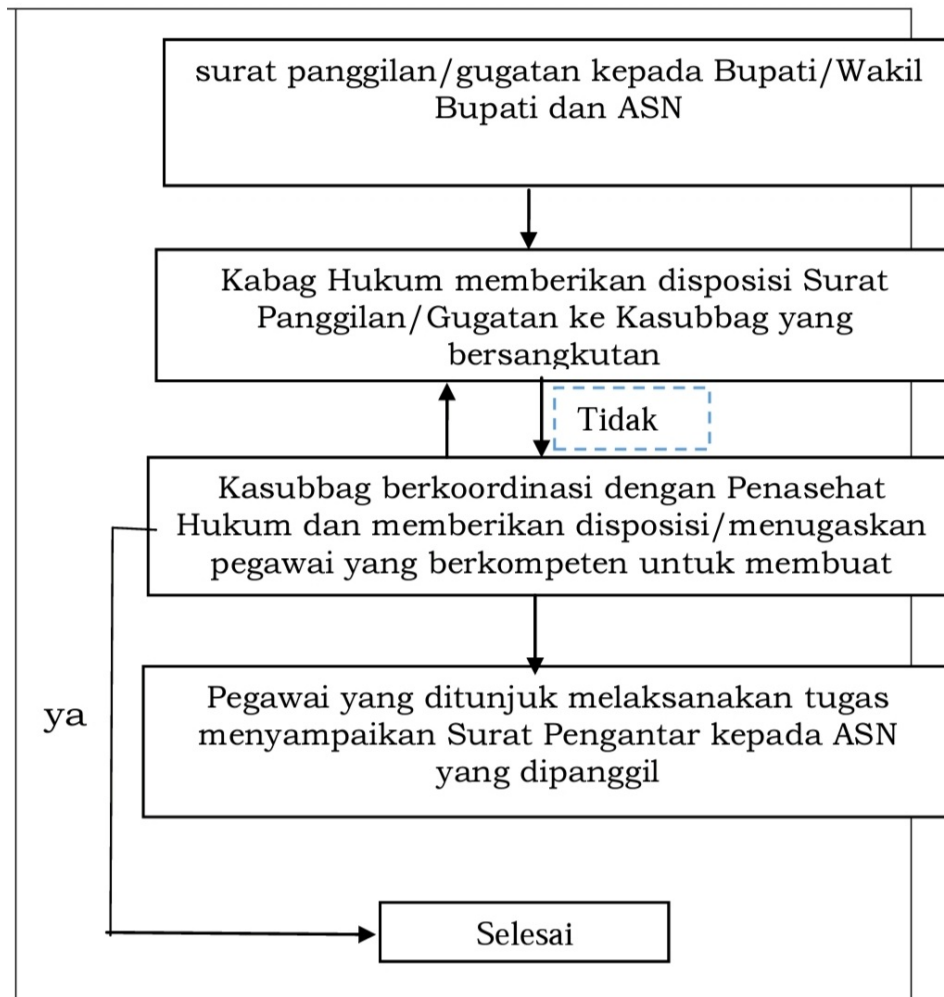 surat panggilan/gugatan kepada Bupati/Wakil
Bupati dan ASN
Kabag Hukum memberikan disposisi Surat
Panggilan/Gugatan ke Kasubbag yang
bersangkutan
Tidak
Kasubbag berkoordinasi dengan Penasehat
Hukum dan memberikan disposisi/menugaskan
pegawai yang berkompeten untuk membuat
Pegawai yang ditunjuk melaksanakan tugas
menyampaikan Surat Pengantar kepada ASN
yang dipanggil
ya
Selesai